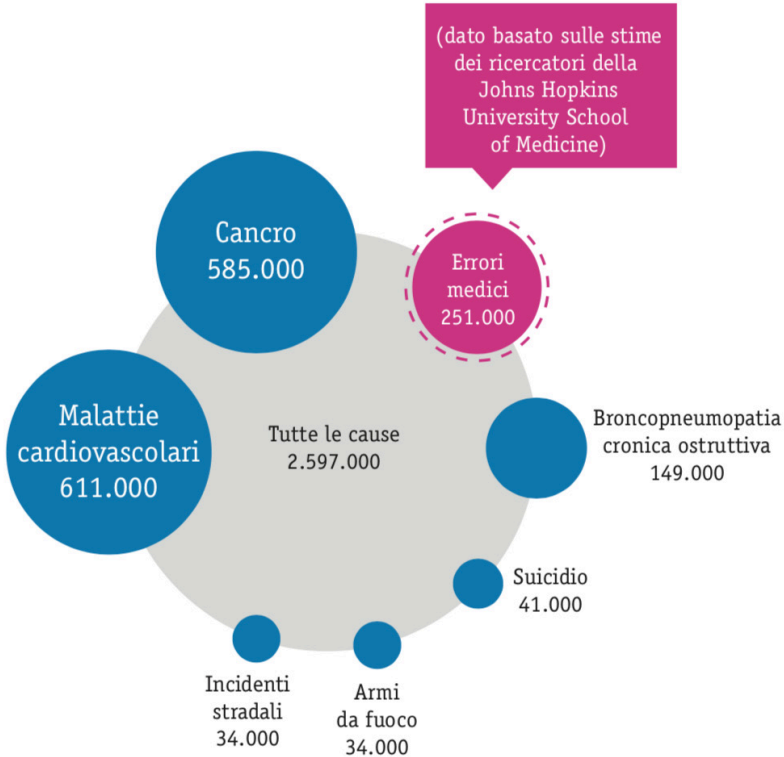 (dato basato sulle stime
dei ricercatori della
Johns Hopkins
University School
of Medicine)
Cancro
585.000
Errori
medici
251.000
Malattie
cardiovascolari
611.000
Tutte le cause
2.597.000
Broncopneumopatia
cronica ostruttiva
149.000
Suicidio
41.000
Incidenti
stradali
34.000
Armi
da fuoco
34.000